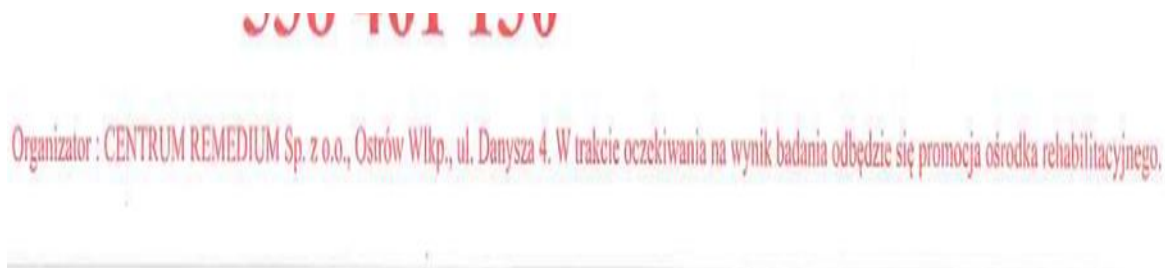 Organizator : CENTRUM REMEDIUM Sp. z o.o., Ostrów Wlkp., ul. Danysza 4. W trakcie oczekiwania na wynik badania odbędzie się promocja ośrodka rehabilitacyjnego.